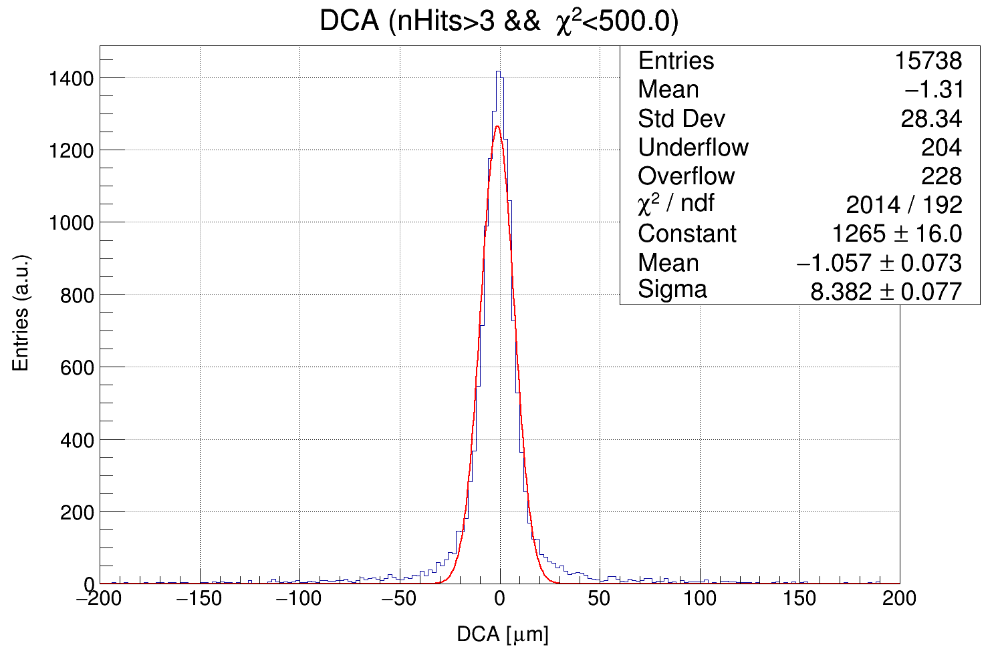 DCA (nHits>3 && χ²<500.0)
Entries 15738
Mean −1.31
Std Dev 28.34
Underflow 204
Overflow 228
χ² / ndf 2014 / 192
Constant 1265 ± 16.0
Mean −1.057 ± 0.073
Sigma 8.382 ± 0.077
1400
1200
1000
800
600
400
200
0
Entries (a.u.)
−200 −150 −100 −50 0 50 100 150 200
DCA [μm]